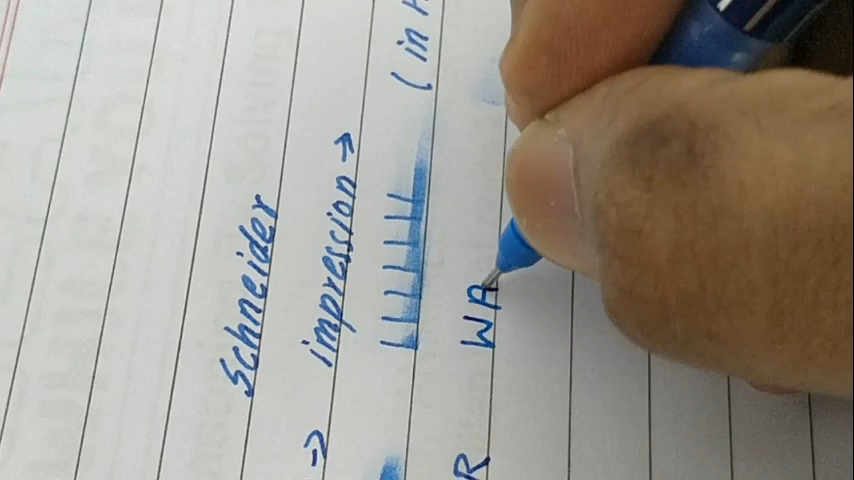 Schneider
⇒ impression →
( in
R WA